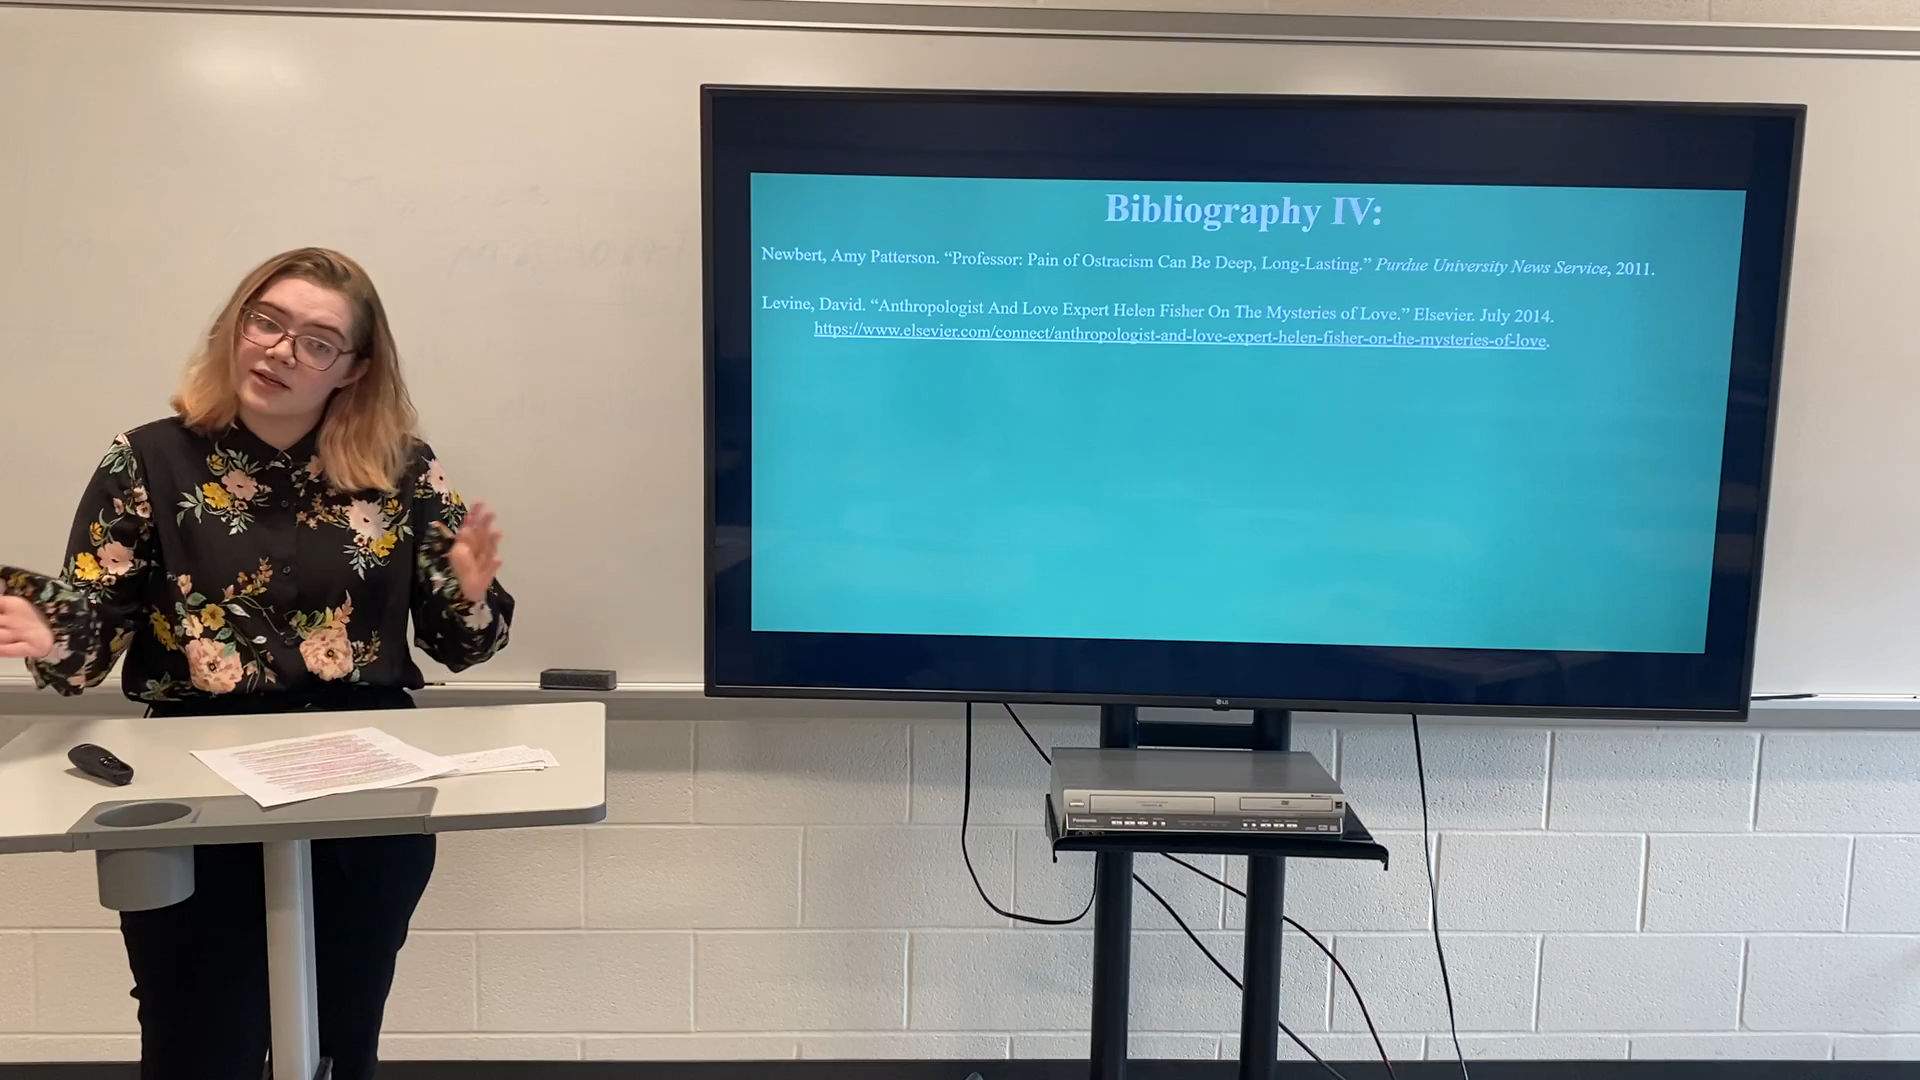 Bibliography IV:
Newbert, Amy Patterson. “Professor: Pain of Ostracism Can Be Deep, Long-Lasting.” Purdue University News Service, 2011.
Levine, David. “Anthropologist And Love Expert Helen Fisher On The Mysteries of Love.” Elsevier. July 2014.
https://www.elsevier.com/connect/anthropologist-and-love-expert-helen-fisher-on-the-mysteries-of-love.
LG
Panasonic